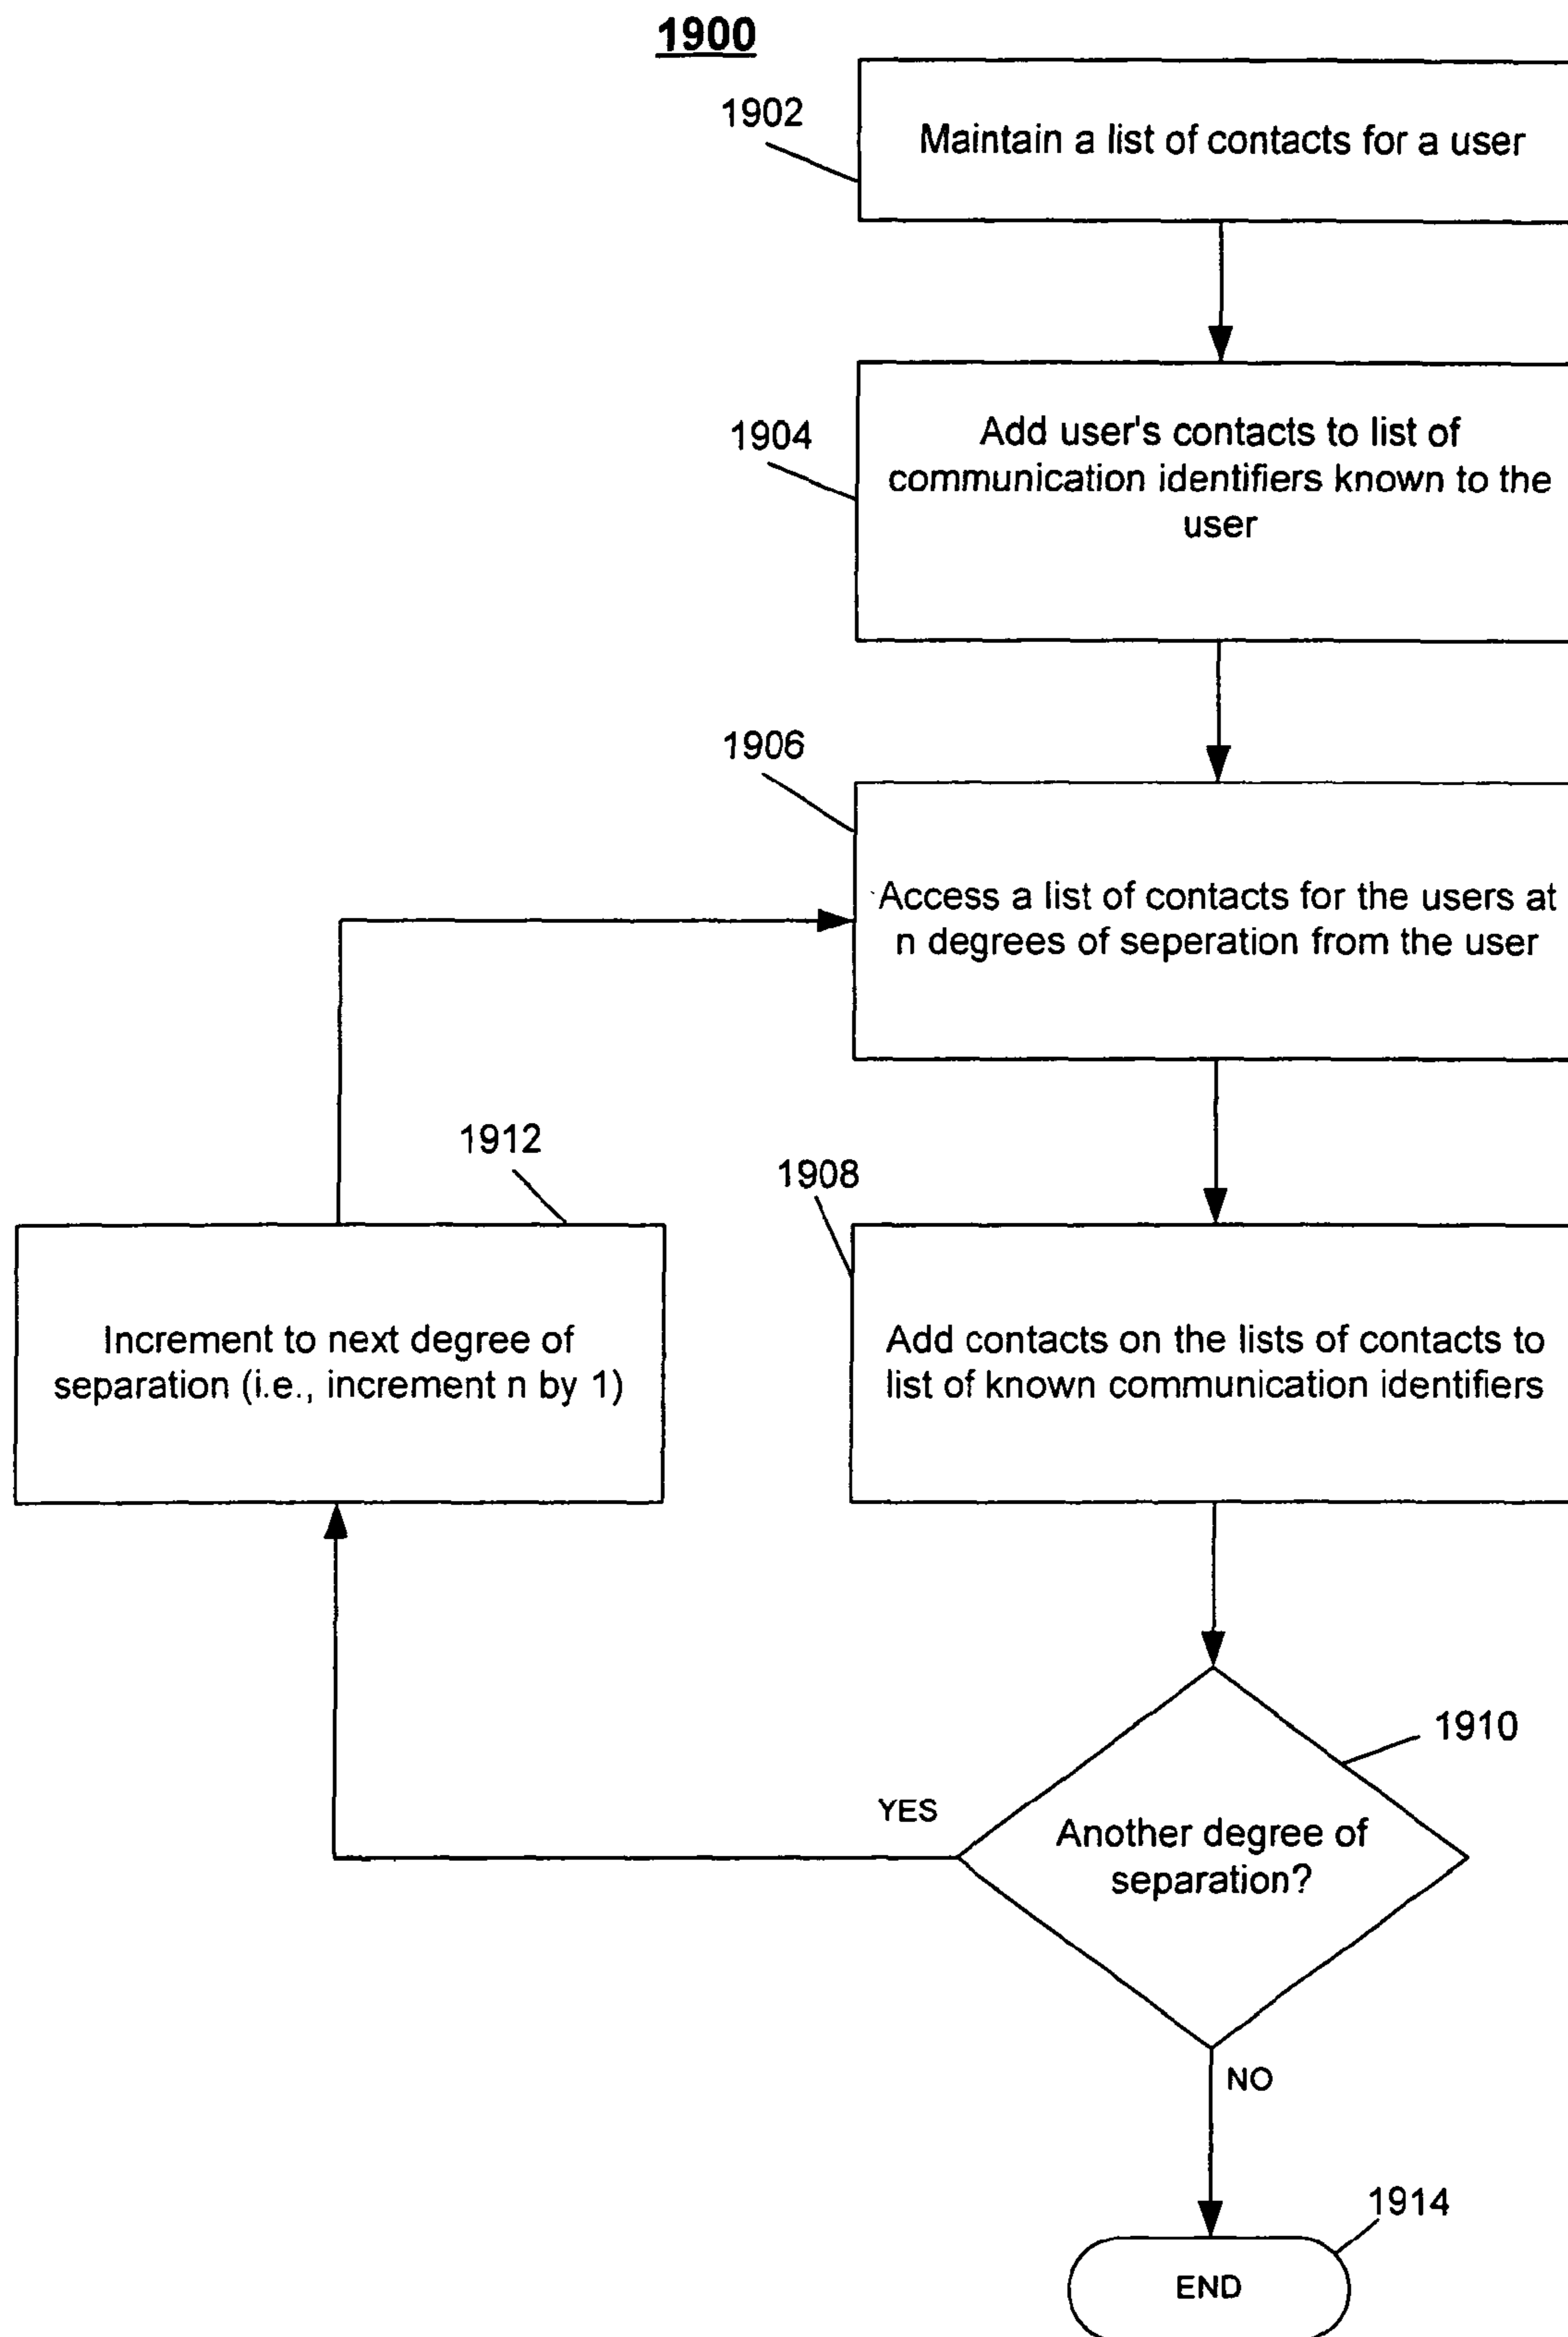 1900
1902
Maintain a list of contacts for a user
1904
Add user's contacts to list of
communication identifiers known to the
user
1906
Access a list of contacts for the users at
n degrees of seperation from the user
1912
1908
Increment to next degree of
separation (i.e., increment n by 1)
Add contacts on the lists of contacts to
list of known communication identifiers
1910
YES
Another degree of
separation?
NO
1914
END